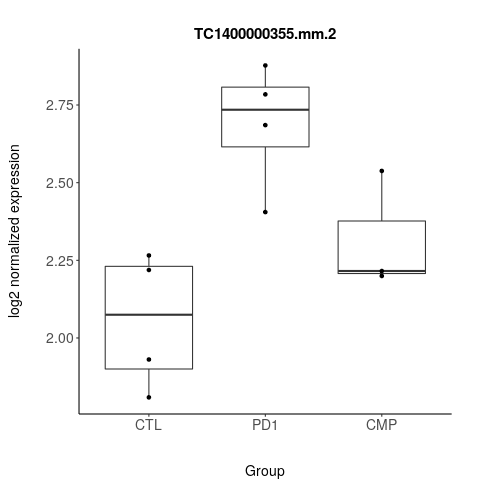 TC1400000355.mm.2
log2 normalized expression
2.75
2.50
2.25
2.00
CTL PD1 CMP
Group